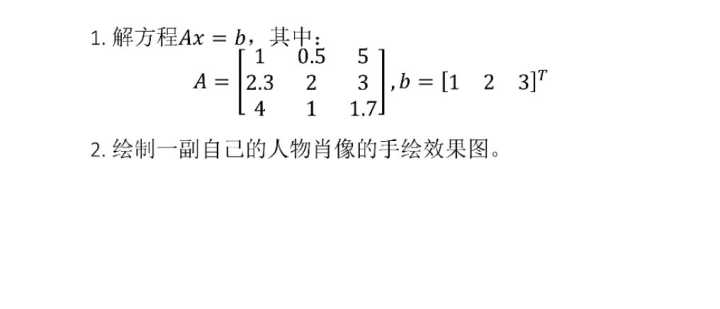 1. 解方程Ax = b，其中：
A = [1 0.5 5
2.3 2 3
4 1 1.7], b = [1 2 3]^T
2. 绘制一副自己的人物肖像的手绘效果图。